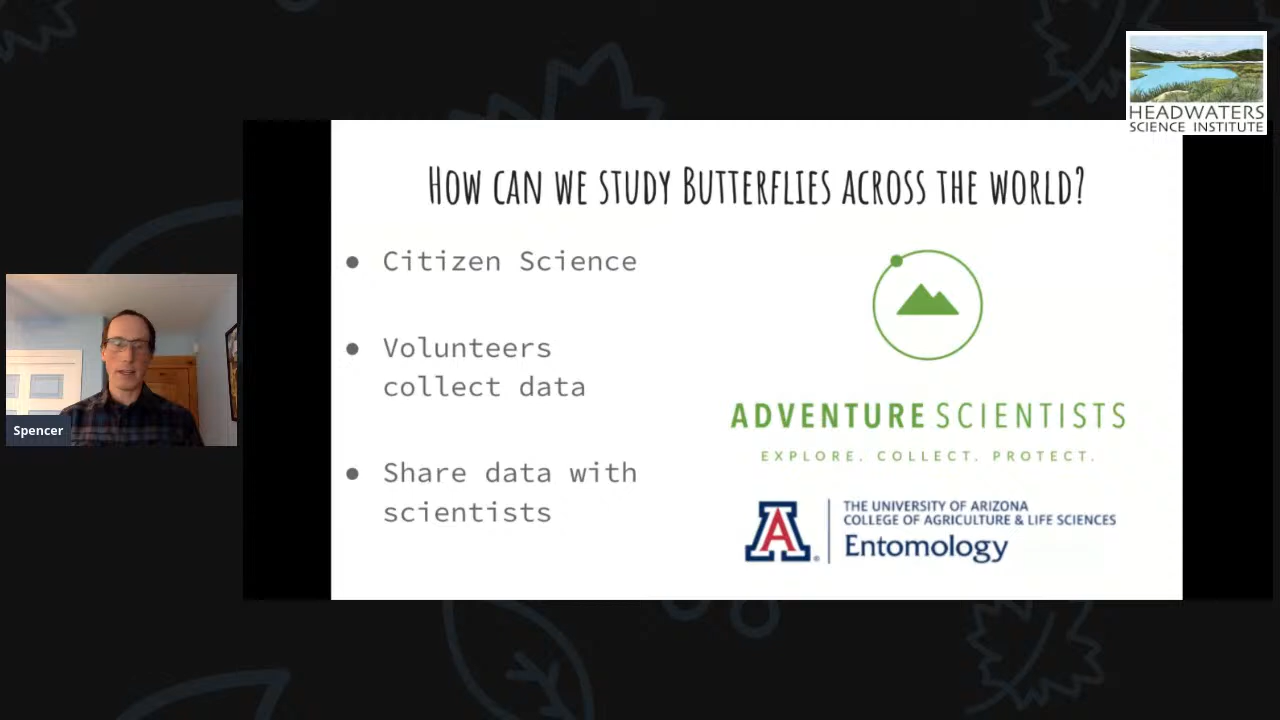 HEADWATERS
SCIENCE INSTITUTE
How can we study Butterflies across the world?
Citizen Science
Volunteers
collect data
Share data with
scientists
ADVENTURE SCIENTISTS
EXPLORE. COLLECT. PROTECT.
A
THE UNIVERSITY OF ARIZONA
COLLEGE OF AGRICULTURE & LIFE SCIENCES
Entomology
Spencer